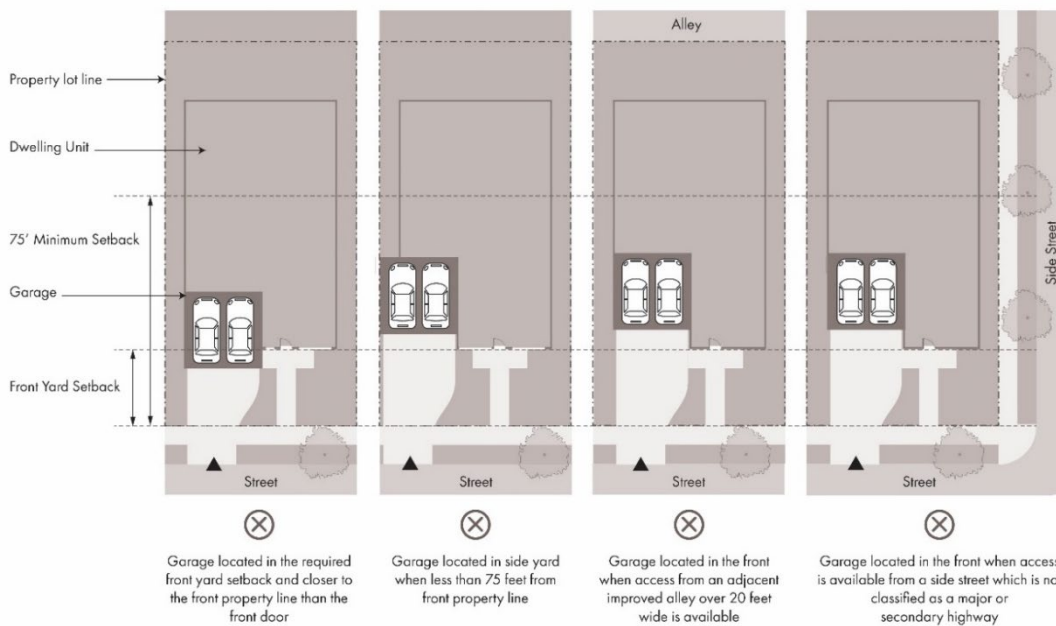 Alley
Property lot line
Dwelling Unit
75' Minimum Setback
Garage
Front Yard Setback
Side Street
Street
Street
Street
Street
Garage located in the required
front yard setback and closer to
the front property line than the
front door
Garage located in side yard
when less than 75 feet from
front property line
Garage located in the front
when access from an adjacent
improved alley over 20 feet
wide is available
Garage located in the front when access
is available from a side street which is no
classified as a major or
secondary highway